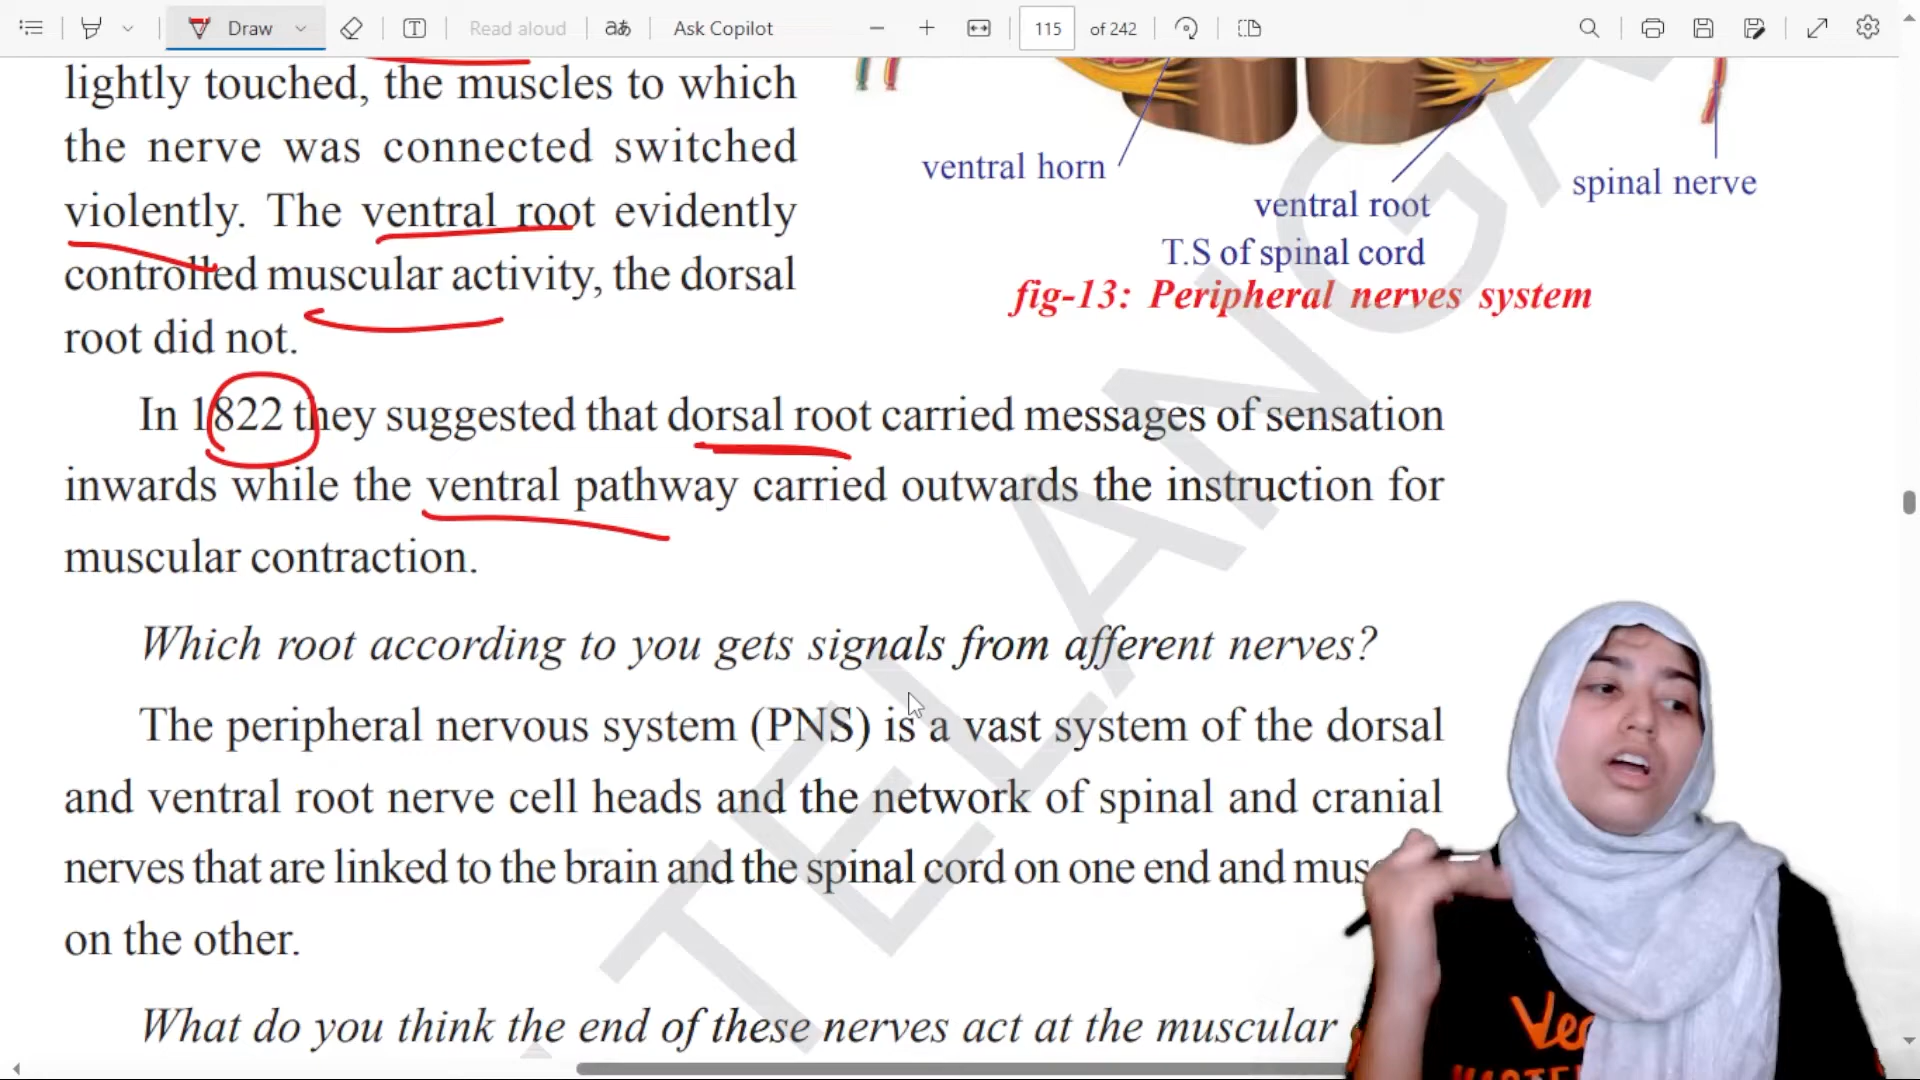 Draw
Read aloud
aあ
Ask Copilot
115
of 242
lightly touched, the muscles to which
the nerve was connected switched
violently. The ventral root evidently
controlled muscular activity, the dorsal
root did not.
ventral horn
ventral root
spinal nerve
T.S of spinal cord
fig-13: Peripheral nerves system
In 1822 they suggested that dorsal root carried messages of sensation
inwards while the ventral pathway carried outwards the instruction for
muscular contraction.
Which root according to you gets signals from afferent nerves?
The peripheral nervous system (PNS) is a vast system of the dorsal
and ventral root nerve cell heads and the network of spinal and cranial
nerves that are linked to the brain and the spinal cord on one end and
on the other.
What do you think the end of these nerves act at the muscular
TELANGA